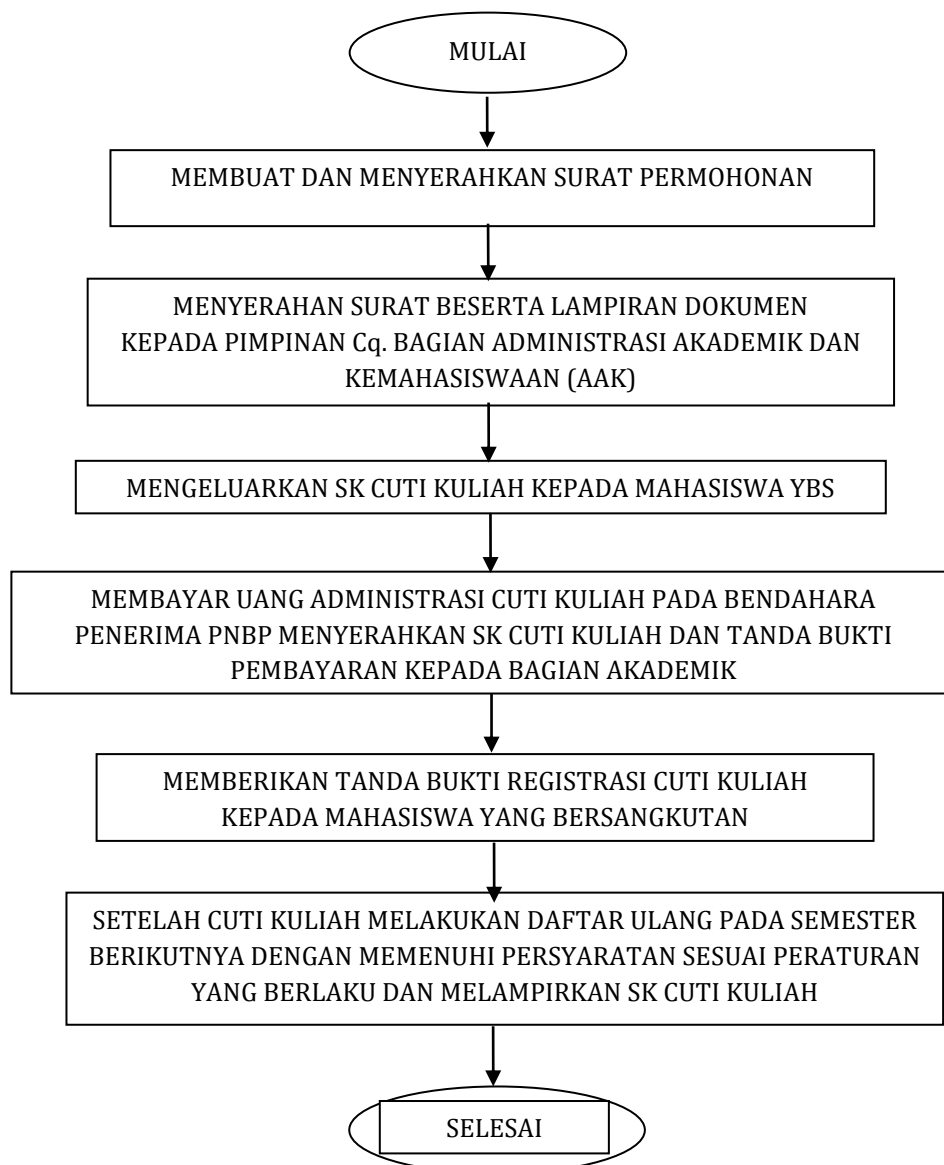 MULAI
MEMBUAT DAN MENYERAHKAN SURAT PERMOHONAN
MENYERAHAN SURAT BESERTA LAMPIRAN DOKUMEN
KEPADA PIMPINAN Cq. BAGIAN ADMINISTRASI AKADEMIK DAN
KEMAHASISWAAN (AAK)
MENGELUARKAN SK CUTI KULIAH KEPADA MAHASISWA YBS
MEMBAYAR UANG ADMINISTRASI CUTI KULIAH PADA BENDAHARA
PENERIMA PNBP MENYERAHKAN SK CUTI KULIAH DAN TANDA BUKTI
PEMBAYARAN KEPADA BAGIAN AKADEMIK
MEMBERIKAN TANDA BUKTI REGISTRASI CUTI KULIAH
KEPADA MAHASISWA YANG BERSANGKUTAN
SETELAH CUTI KULIAH MELAKUKAN DAFTAR ULANG PADA SEMESTER
BERIKUTNYA DENGAN MEMENUHI PERSYARATAN SESUAI PERATURAN
YANG BERLAKU DAN MELAMPIRKAN SK CUTI KULIAH
SELESAI